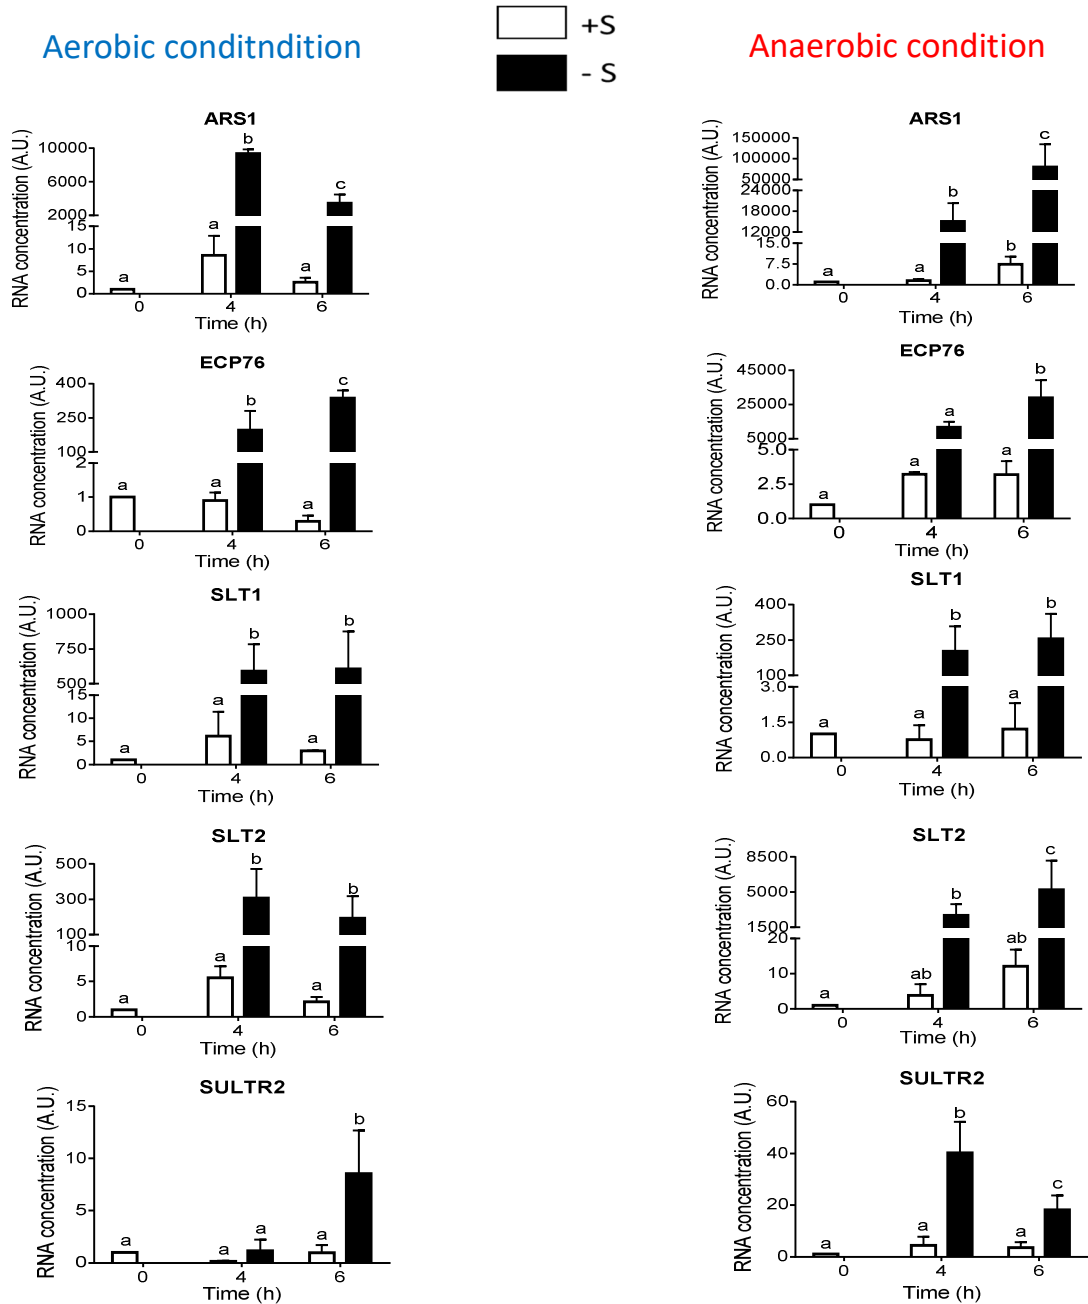 Aerobic conditndition
+S
- S
Anaerobic condition
ARS1
RNA concentration (A.U.)
10000
6000
2000
15
10
5
0
a
a
b
a
c
0 4 6
Time (h)
ARS1
RNA concentration (A.U.)
150000
100000
50000
24000
18000
12000
15.0
7.5
0.0
a
a
b
b
c
0 4 6
Time (h)
ECP76
RNA concentration (A.U.)
400
250
100
2
1
0
a
a
b
a
c
0 4 6
Time (h)
ECP76
RNA concentration (A.U.)
45000
25000
5000
5.0
2.5
0.0
a
a
a
a
b
0 4 6
Time (h)
SLT1
RNA concentration (A.U.)
1000
750
500
15
10
5
0
a
a
b
a
b
0 4 6
Time (h)
SLT1
RNA concentration (A.U.)
400
250
100
3.0
1.5
0.0
a
a
b
a
b
0 4 6
Time (h)
SLT2
RNA concentration (A.U.)
500
300
100
10
5
0
a
a
b
a
b
0 4 6
Time (h)
SLT2
RNA concentration (A.U.)
8500
5000
1500
20
10
0
a
ab
b
ab
c
0 4 6
Time (h)
SULTR2
RNA concentration (A.U.)
15
10
5
0
a
a
a
a
b
0 4 6
Time (h)
SULTR2
RNA concentration (A.U.)
60
40
20
0
a
a
b
a
c
0 4 6
Time (h)